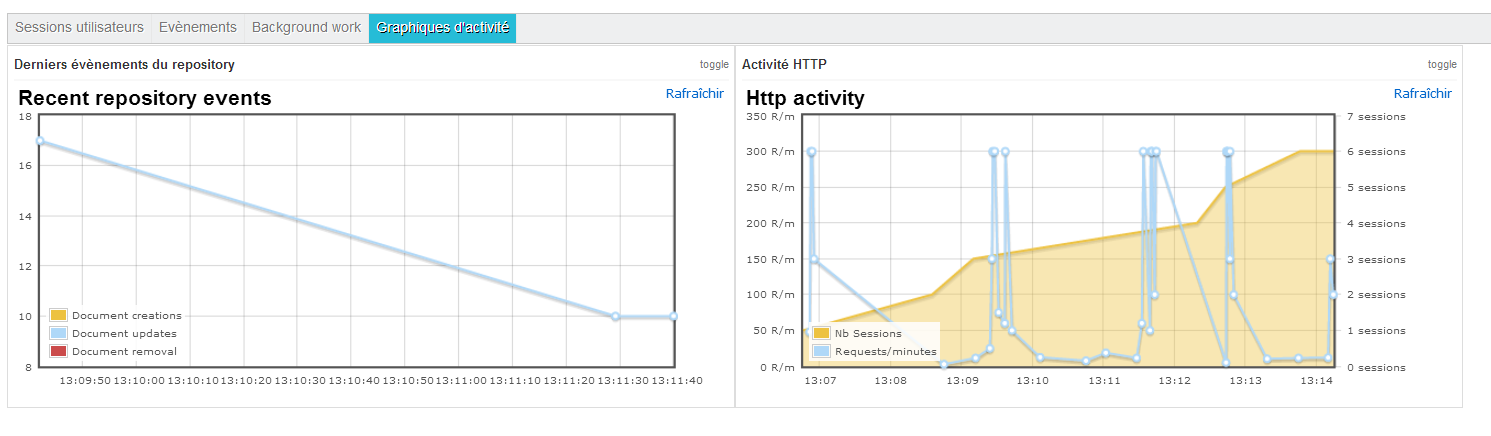 Sessions utilisateurs Evènements Background work Graphiques d'activité
Derniers évènements du repository toggle
Recent repository events Rafraîchir
18
16
14
12
10
8
Document creations
Document updates
Document removal
13:09:50 13:10:00 13:10:10 13:10:20 13:10:30 13:10:40 13:10:50 13:11:00 13:11:10 13:11:20 13:11:30 13:11:40
Activité HTTP toggle
Http activity Rafraîchir
350 R/m 7 sessions
300 R/m 6 sessions
250 R/m 5 sessions
200 R/m 4 sessions
150 R/m 3 sessions
100 R/m 2 sessions
50 R/m 1 sessions
0 R/m 0 sessions
Nb Sessions
Requests/minutes
13:07 13:08 13:09 13:10 13:11 13:12 13:13 13:14